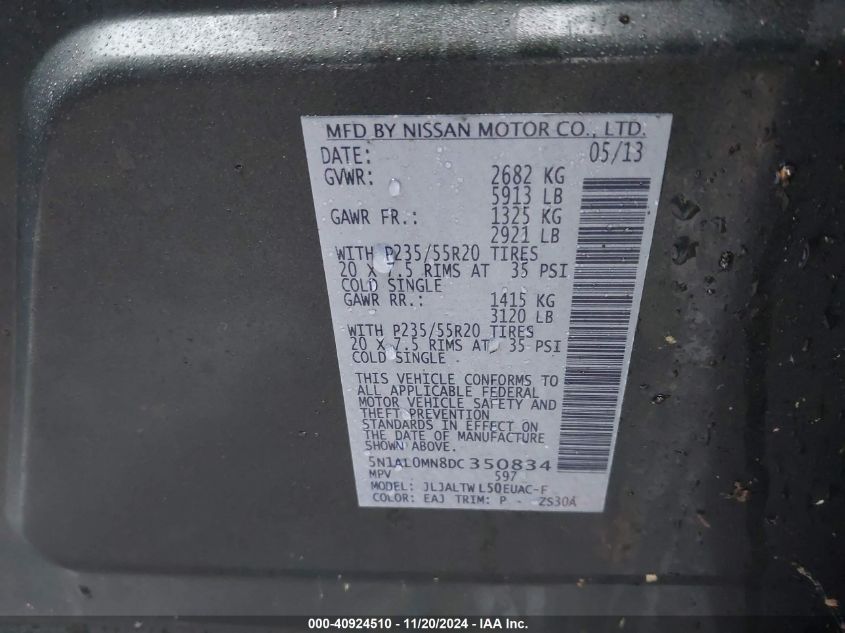 MFD BY NISSAN MOTOR CO., LTD.
DATE: 05/13
GVWR: 2682 KG
5913 LB
GAWR FR.: 1325 KG
2921 LB
WITH P235/55R20 TIRES
20 X 7.5 RIMS AT 35 PSI
COLD SINGLE
GAWR RR.: 1415 KG
3120 LB
WITH P235/55R20 TIRES
20 X 7.5 RIMS AT 35 PSI
COLD SINGLE
THIS VEHICLE CONFORMS TO
ALL APPLICABLE FEDERAL
MOTOR VEHICLE SAFETY AND
THEFT PREVENTION
STANDARDS IN EFFECT ON
THE DATE OF MANUFACTURE
SHOWN ABOVE.
5N1AL0MN8DC350834
MPV 597
MODEL: JLJALTWL50EUAC-F
COLOR: EAJ TRIM: P - ZS30A
000-40924510 - 11/20/2024 - IAA Inc.